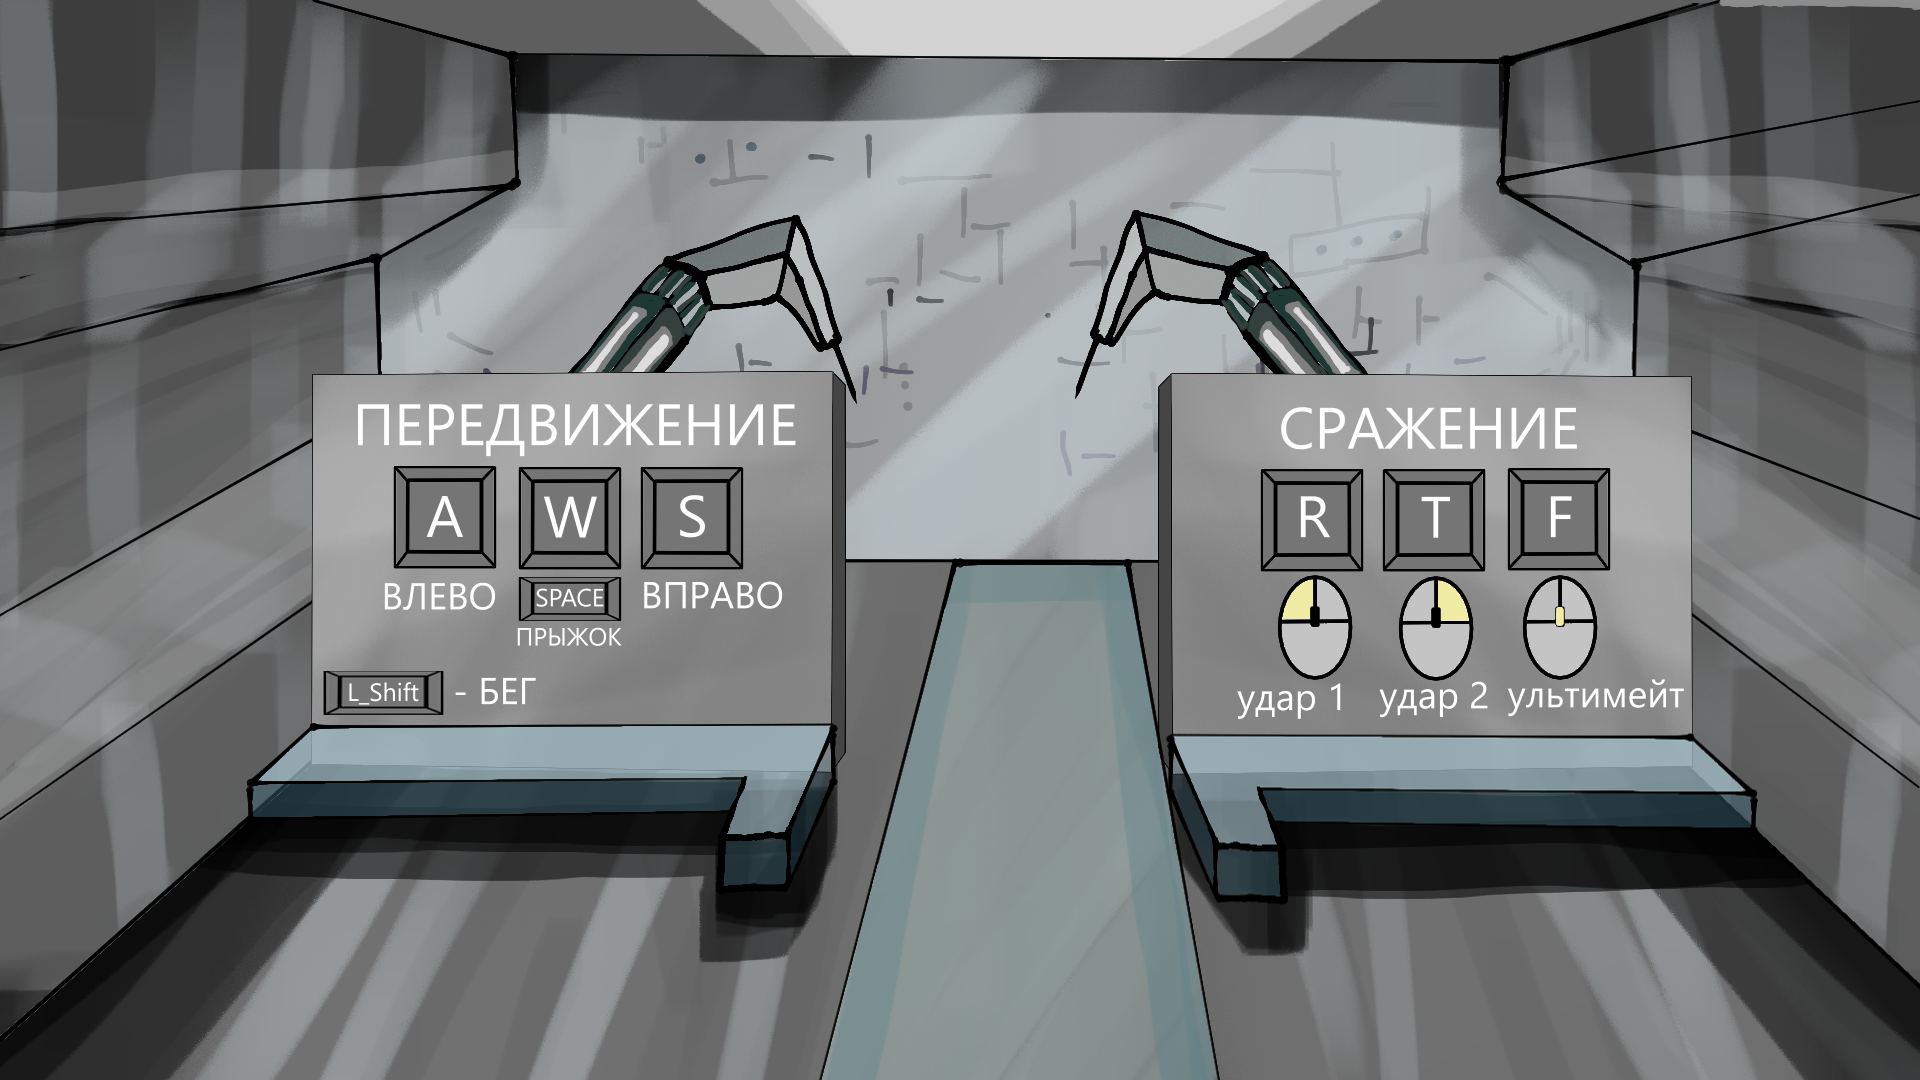 ПЕРЕДВИЖЕНИЕ
A W S
ВЛЕВО SPACE ВПРАВО
ПРЫЖОК
L_Shift - БЕГ
СРАЖЕНИЕ
R T F
удар 1 удар 2 ультимейт